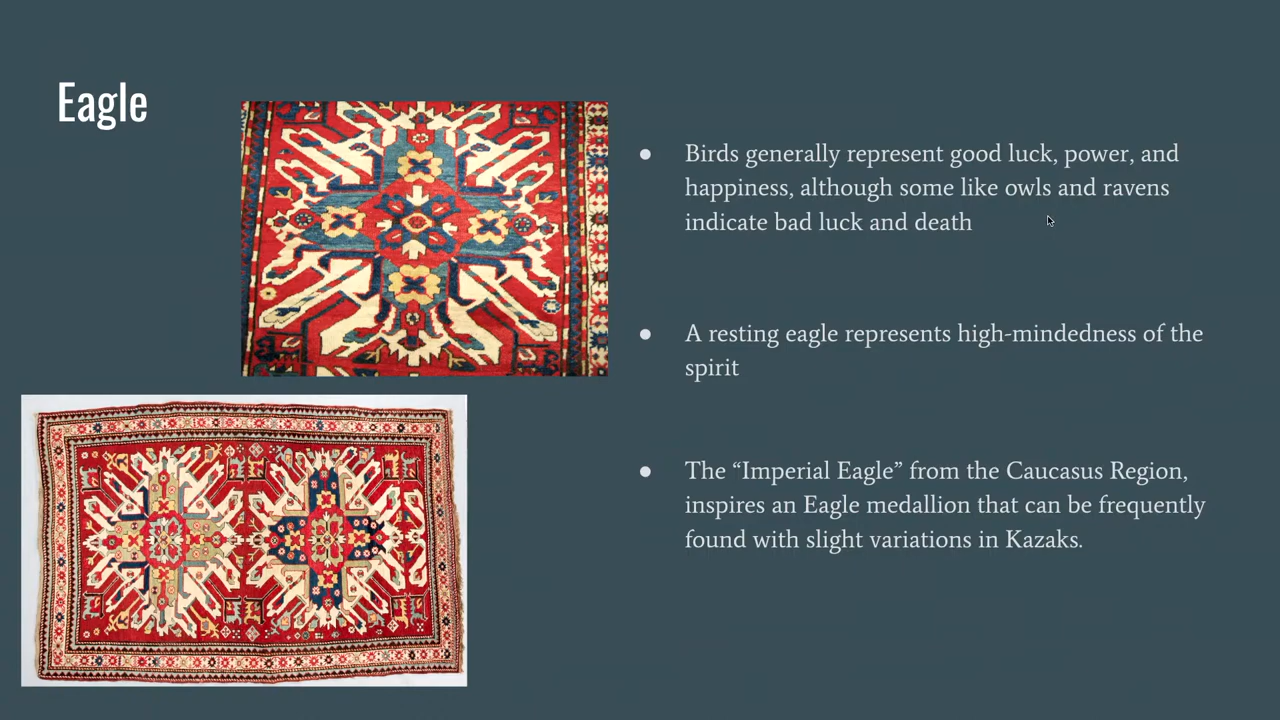 Eagle
● Birds generally represent good luck, power, and
happiness, although some like owls and ravens
indicate bad luck and death
● A resting eagle represents high-mindedness of the
spirit
● The “Imperial Eagle” from the Caucasus Region,
inspires an Eagle medallion that can be frequently
found with slight variations in Kazaks.